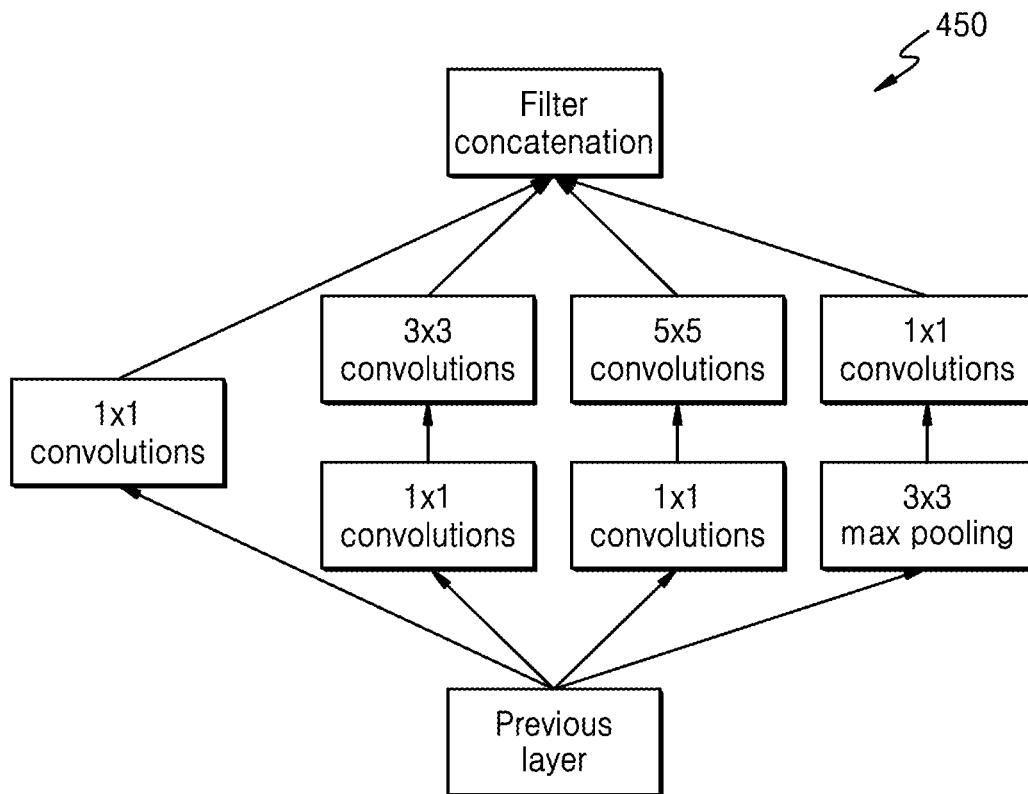 450
Filter
concatenation
3x3
convolutions
5x5
convolutions
1x1
convolutions
1x1
convolutions
1x1
convolutions
1x1
convolutions
3x3
max pooling
Previous
layer